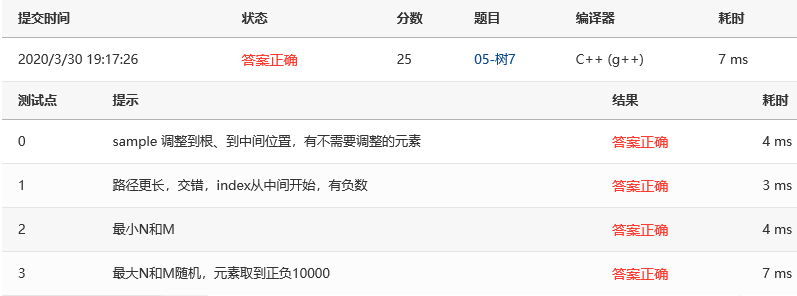 提交时间 状态 分数 题目 编译器 耗时
2020/3/30 19:17:26 答案正确 25 05-树7 C++ (g++) 7 ms
测试点 提示 结果 耗时
0 sample 调整到根、到中间位置，有不需要调整的元素 答案正确 4 ms
1 路径更长，交错，index从中间开始，有负数 答案正确 3 ms
2 最小N和M 答案正确 4 ms
3 最大N和M随机，元素取到正负10000 答案正确 7 ms